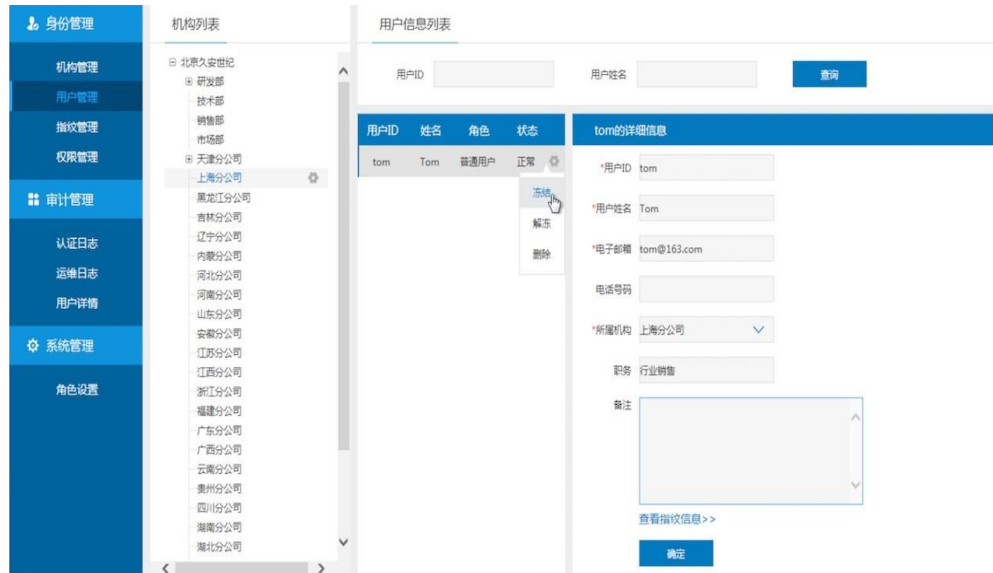 身份管理
机构管理
用户管理
指纹管理
权限管理
审计管理
认证日志
运维日志
用户详情
系统管理
角色设置
机构列表
北京久安世纪
研发部
技术部
销售部
市场部
天津分公司
上海分公司
黑龙江分公司
吉林分公司
辽宁分公司
内蒙分公司
河北分公司
河南分公司
山东分公司
安徽分公司
江苏分公司
江西分公司
浙江分公司
福建分公司
广东分公司
广西分公司
云南分公司
贵州分公司
四川分公司
湖南分公司
湖北分公司
用户信息列表
用户ID 用户姓名 查询
用户ID 姓名 角色 状态
tom Tom 普通用户 正常
冻结
解冻
删除
tom的详细信息
*用户ID tom
*用户姓名 Tom
*电子邮箱 tom@163.com
电话号码
*所属机构 上海分公司
职务 行业销售
备注
查看指纹信息>>
确定